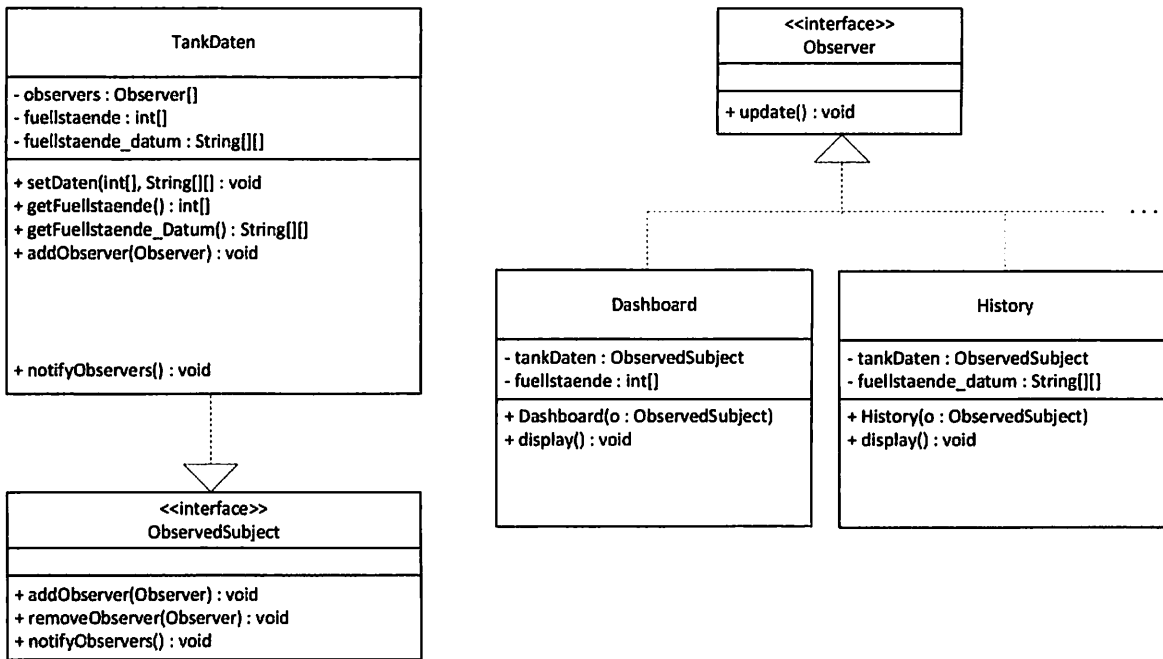 TankDaten
- observers : Observer[]
- fuellstaende : int[]
- fuellstaende_datum : String[][]
+ setDaten(int[], String[][] : void
+ getFuellstaende() : int[]
+ getFuellstaende_Datum() : String[][]
+ addObserver(Observer) : void
+ notifyObservers() : void
<<interface>>
ObservedSubject
+ addObserver(Observer) : void
+ removeObserver(Observer) : void
+ notifyObservers() : void
<<interface>>
Observer
+ update() : void
...
Dashboard
- tankDaten : ObservedSubject
- fuellstaende : int[]
+ Dashboard(o : ObservedSubject)
+ display() : void
History
- tankDaten : ObservedSubject
- fuellstaende_datum : String[][]
+ History(o : ObservedSubject)
+ display() : void